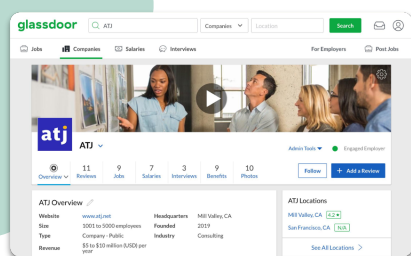 glassdoor ATJ Companies Location Search
Jobs Companies Salaries Interviews For Employers Post Jobs
atj
ATJ
Admin Tools Engaged Employer
Overview 11 Reviews 9 Jobs 7 Salaries 3 Interviews 9 Benefits 10 Photos Follow + Add a Review
ATJ Overview
Website www.atj.net Headquarters Mill Valley, CA
Size 1001 to 5000 employees Founded 2019
Type Company - Public Industry Consulting
Revenue $5 to $10 million (USD) per year
ATJ Locations
Mill Valley, CA 4.2 ★
San Francisco, CA N/A
See All Locations